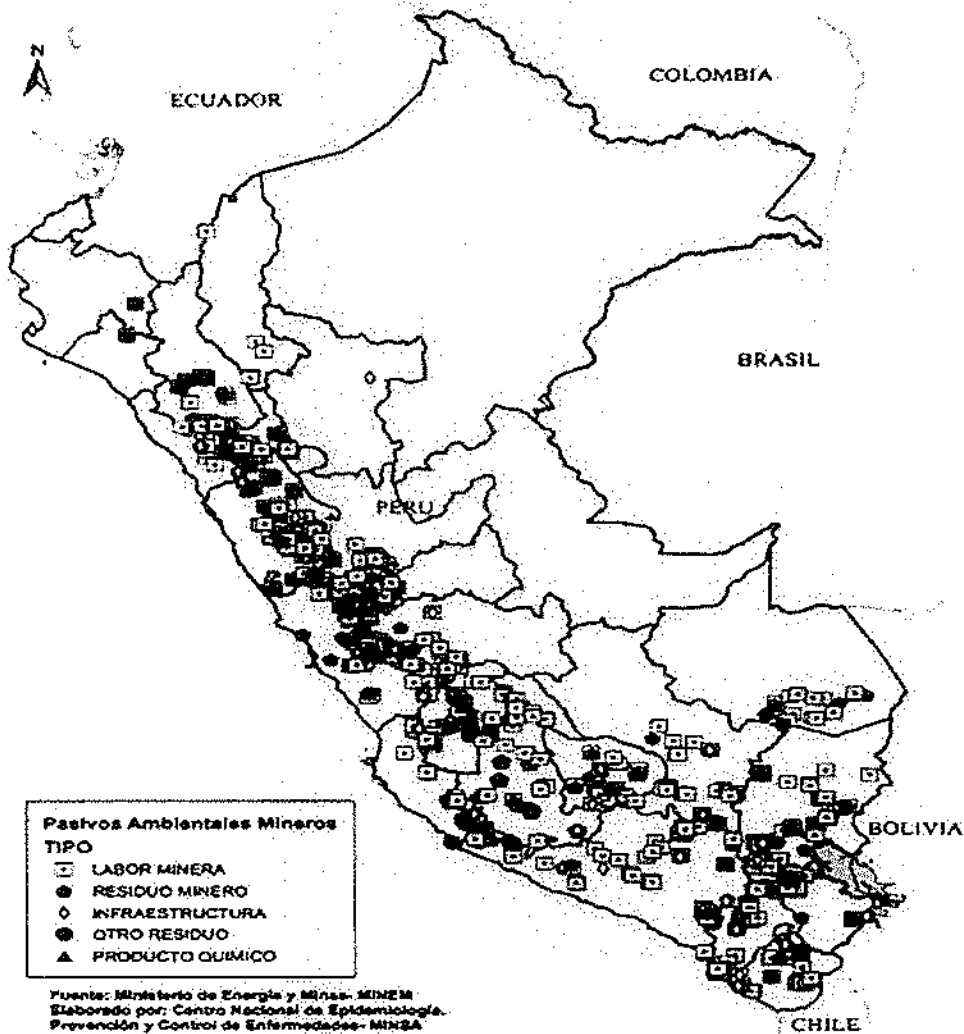 N
COLOMBIA
ECUADOR
BRASIL
PERU
BOLIVIA
Pasivos Ambientales Mineros
TIPO
LABOR MINERA
RESIDUO MINERO
INFRAESTRUCTURA
OTRO RESIDUO
PRODUCTO QUIMICO
Fuente: Ministerio de Energía y Minas- MINEM
Elaborado por: Centro Nacional de Epidemiología,
Prevención y Control de Enfermedades- MINSA
CHILE